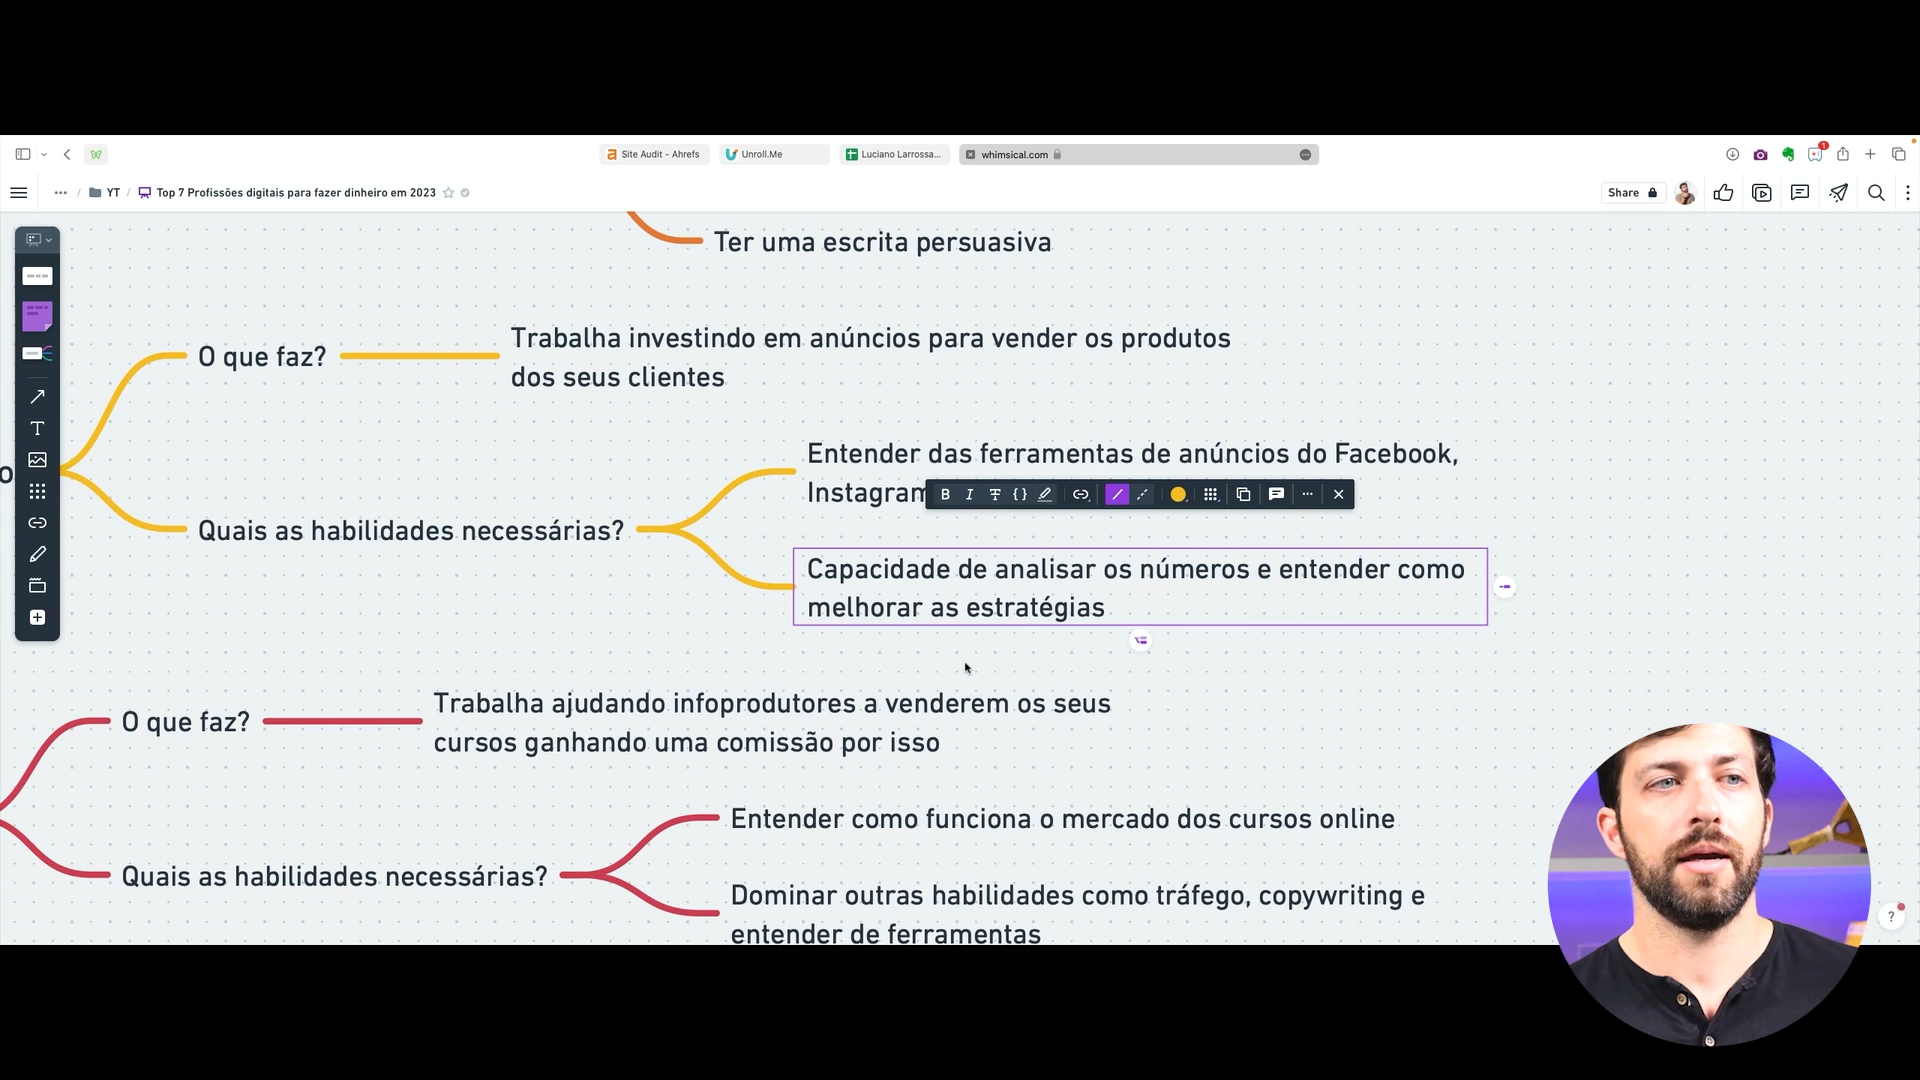 Site Audit - Ahrefs
Unroll.Me
Luciano Larrossa...
whimsical.com
1
... / YT / Top 7 Profissões digitais para fazer dinheiro em 2023
Share
Ter uma escrita persuasiva
O que faz?
Trabalha investindo em anúncios para vender os produtos
dos seus clientes
Quais as habilidades necessárias?
Entender das ferramentas de anúncios do Facebook,
Instagram
B I T {}
Capacidade de analisar os números e entender como
melhorar as estratégias
O que faz?
Trabalha ajudando infoprodutores a venderem os seus
cursos ganhando uma comissão por isso
Quais as habilidades necessárias?
Entender como funciona o mercado dos cursos online
Dominar outras habilidades como tráfego, copywriting e
entender de ferramentas
T
?